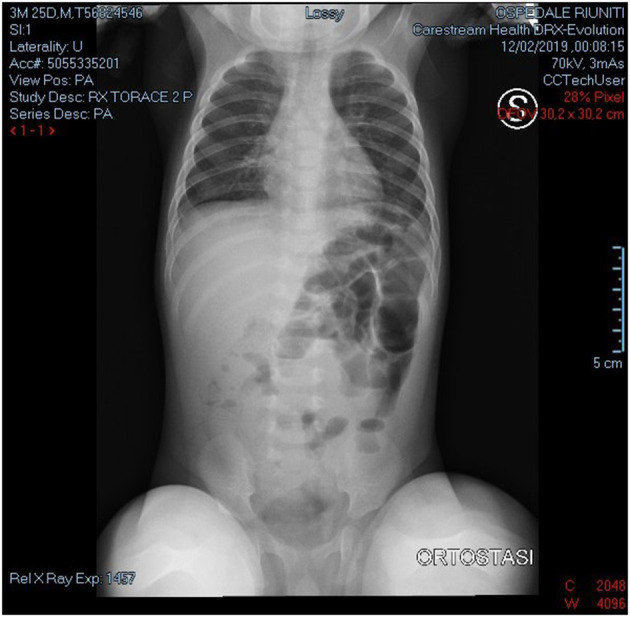 3M 25D,M,T56824546
SI:1
Laterality: U
Acc#: 5055335201
View Pos: PA
Study Desc: RX TORACE 2 P
Series Desc: PA
<1-1>
Lossy
OSPEDALE RIUNITI
Carestream Health DRX-Evolution
12/02/2019, 00:08:15
70kV, 3mAs
CCTechUser
28% Pixel
DFOV 30,2 x 30,2 cm
S
5 cm
ORTOSTASI
Rel X Ray Exp: 1457
C 2048
W 4096